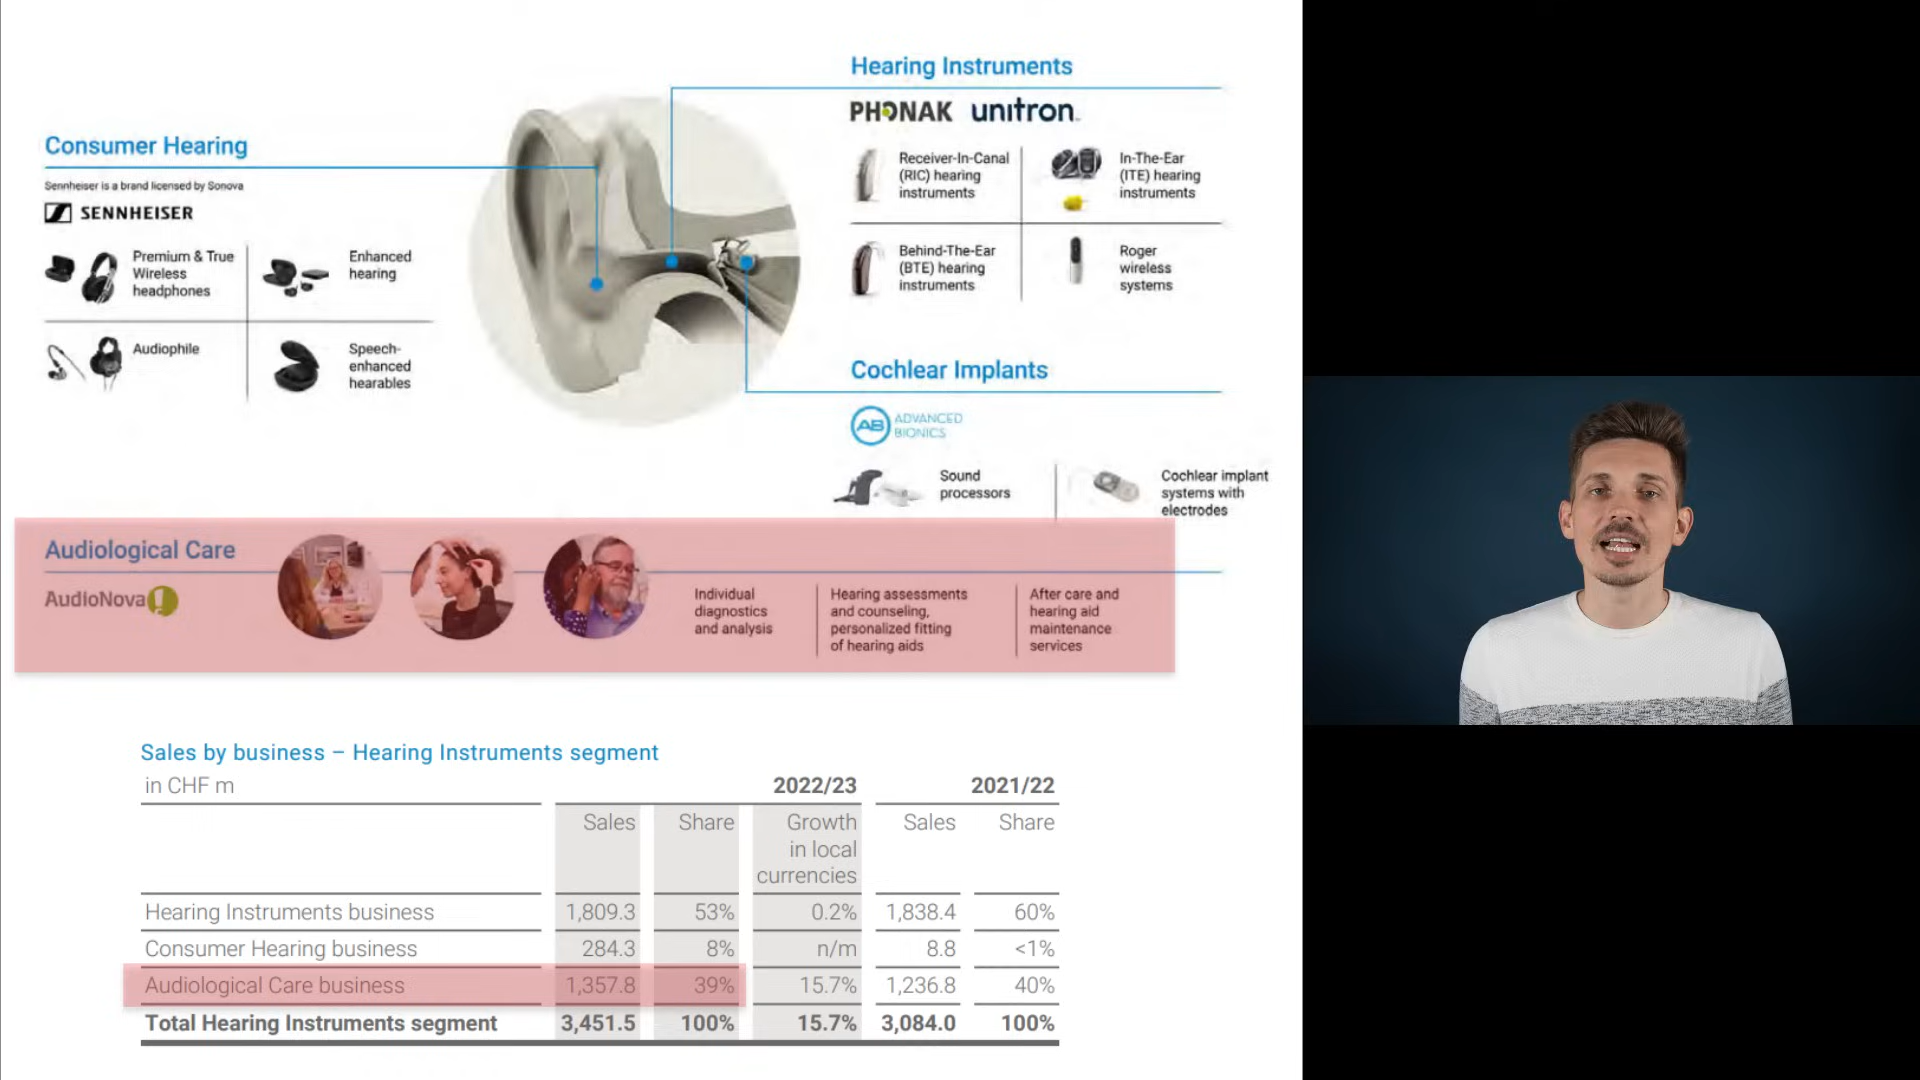 Hearing Instruments
PHONAK unitron
Receiver-In-Canal
(RIC) hearing
instruments
In-The-Ear
(ITE) hearing
instruments
Behind-The-Ear
(BTE) hearing
instruments
Roger
wireless
systems
Consumer Hearing
Sennheiser is a brand licensed by Sonova
SENNHEISER
Premium & True
Wireless
headphones
Enhanced
hearing
Audiophile
Speech-
enhanced
hearables
Cochlear Implants
AB ADVANCED
BIONICS
Sound
processors
Cochlear implant
systems with
electrodes
Audiological Care
AudioNova
Individual
diagnostics
and analysis
Hearing assessments
and counseling,
personalized fitting
of hearing aids
After care and
hearing aid
maintenance
services
Sales by business – Hearing Instruments segment
in CHF m 2022/23 2021/22
Sales Share Growth in local currencies Sales Share
Hearing Instruments business 1,809.3 53% 0.2% 1,838.4 60%
Consumer Hearing business 284.3 8% n/m 8.8 <1%
Audiological Care business 1,357.8 39% 15.7% 1,236.8 40%
Total Hearing Instruments segment 3,451.5 100% 15.7% 3,084.0 100%